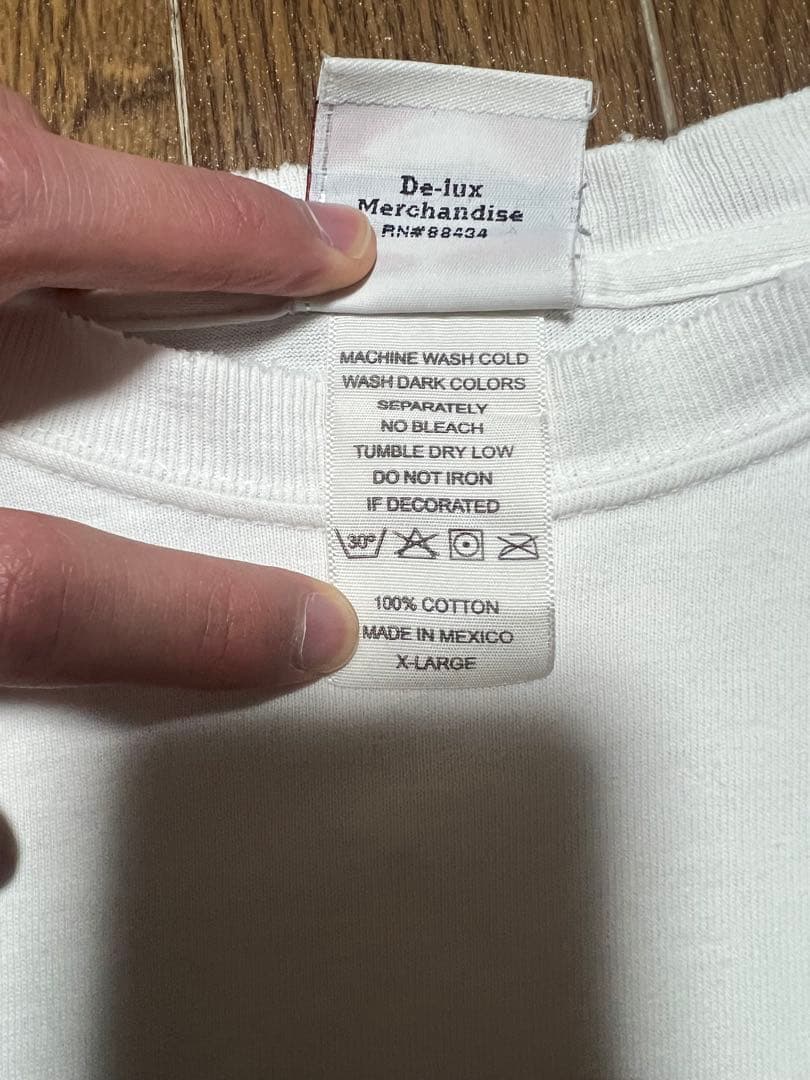 De-lux
Merchandise
RN#88434
MACHINE WASH COLD
WASH DARK COLORS
SEPARATELY
NO BLEACH
TUMBLE DRY LOW
DO NOT IRON
IF DECORATED
30°
100% COTTON
MADE IN MEXICO
X-LARGE